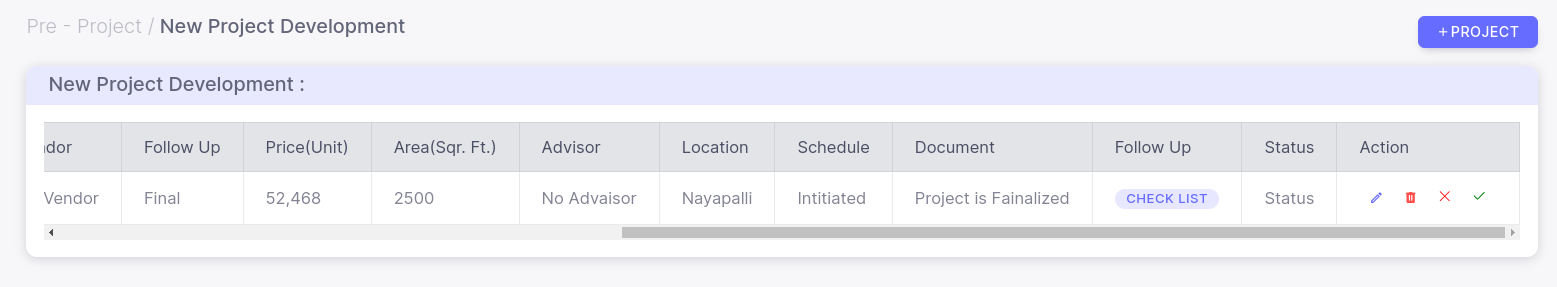 Pre - Project / New Project Development
+ PROJECT
New Project Development :
ndor Follow Up Price(Unit) Area(Sqr. Ft.) Advisor Location Schedule Document Follow Up Status Action
Vendor Final 52,468 2500 No Advaisor Nayapalli Intitiated Project is Fainalized CHECK LIST Status